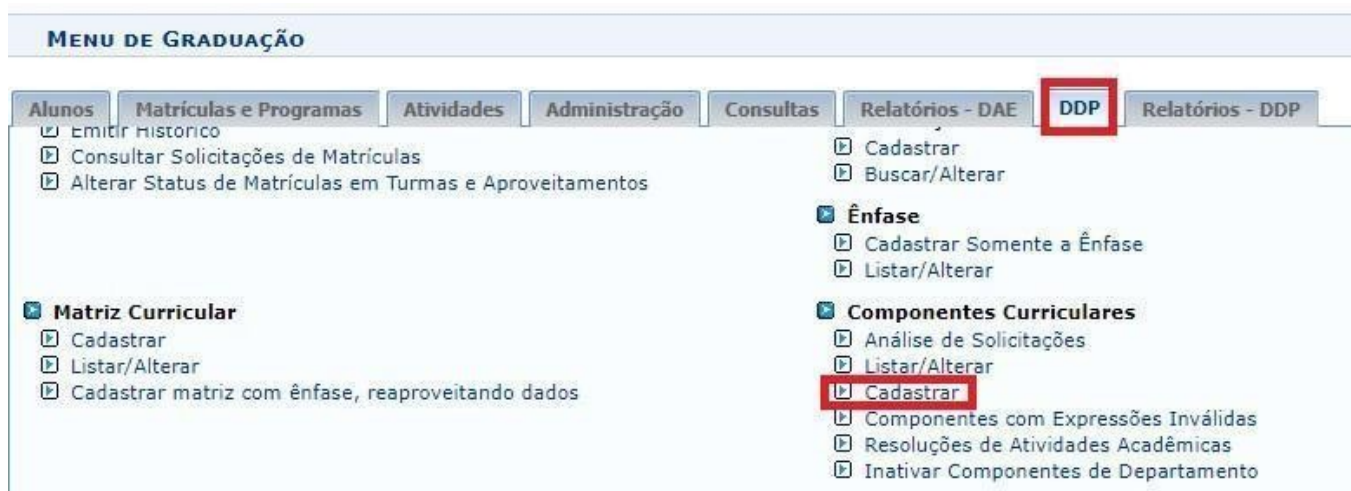 MENU DE GRADUAÇÃO
Alunos Matrículas e Programas Atividades Administração Consultas Relatórios - DAE DDP Relatórios - DDP
Emitir Histórico
Consultar Solicitações de Matrículas
Alterar Status de Matrículas em Turmas e Aproveitamentos
Cadastrar
Buscar/Alterar
Ênfase
Cadastrar Somente a Ênfase
Listar/Alterar
Matriz Curricular
Cadastrar
Listar/Alterar
Cadastrar matriz com ênfase, reaproveitando dados
Componentes Curriculares
Análise de Solicitações
Listar/Alterar
Cadastrar
Componentes com Expressões Inválidas
Resoluções de Atividades Acadêmicas
Inativar Componentes de Departamento